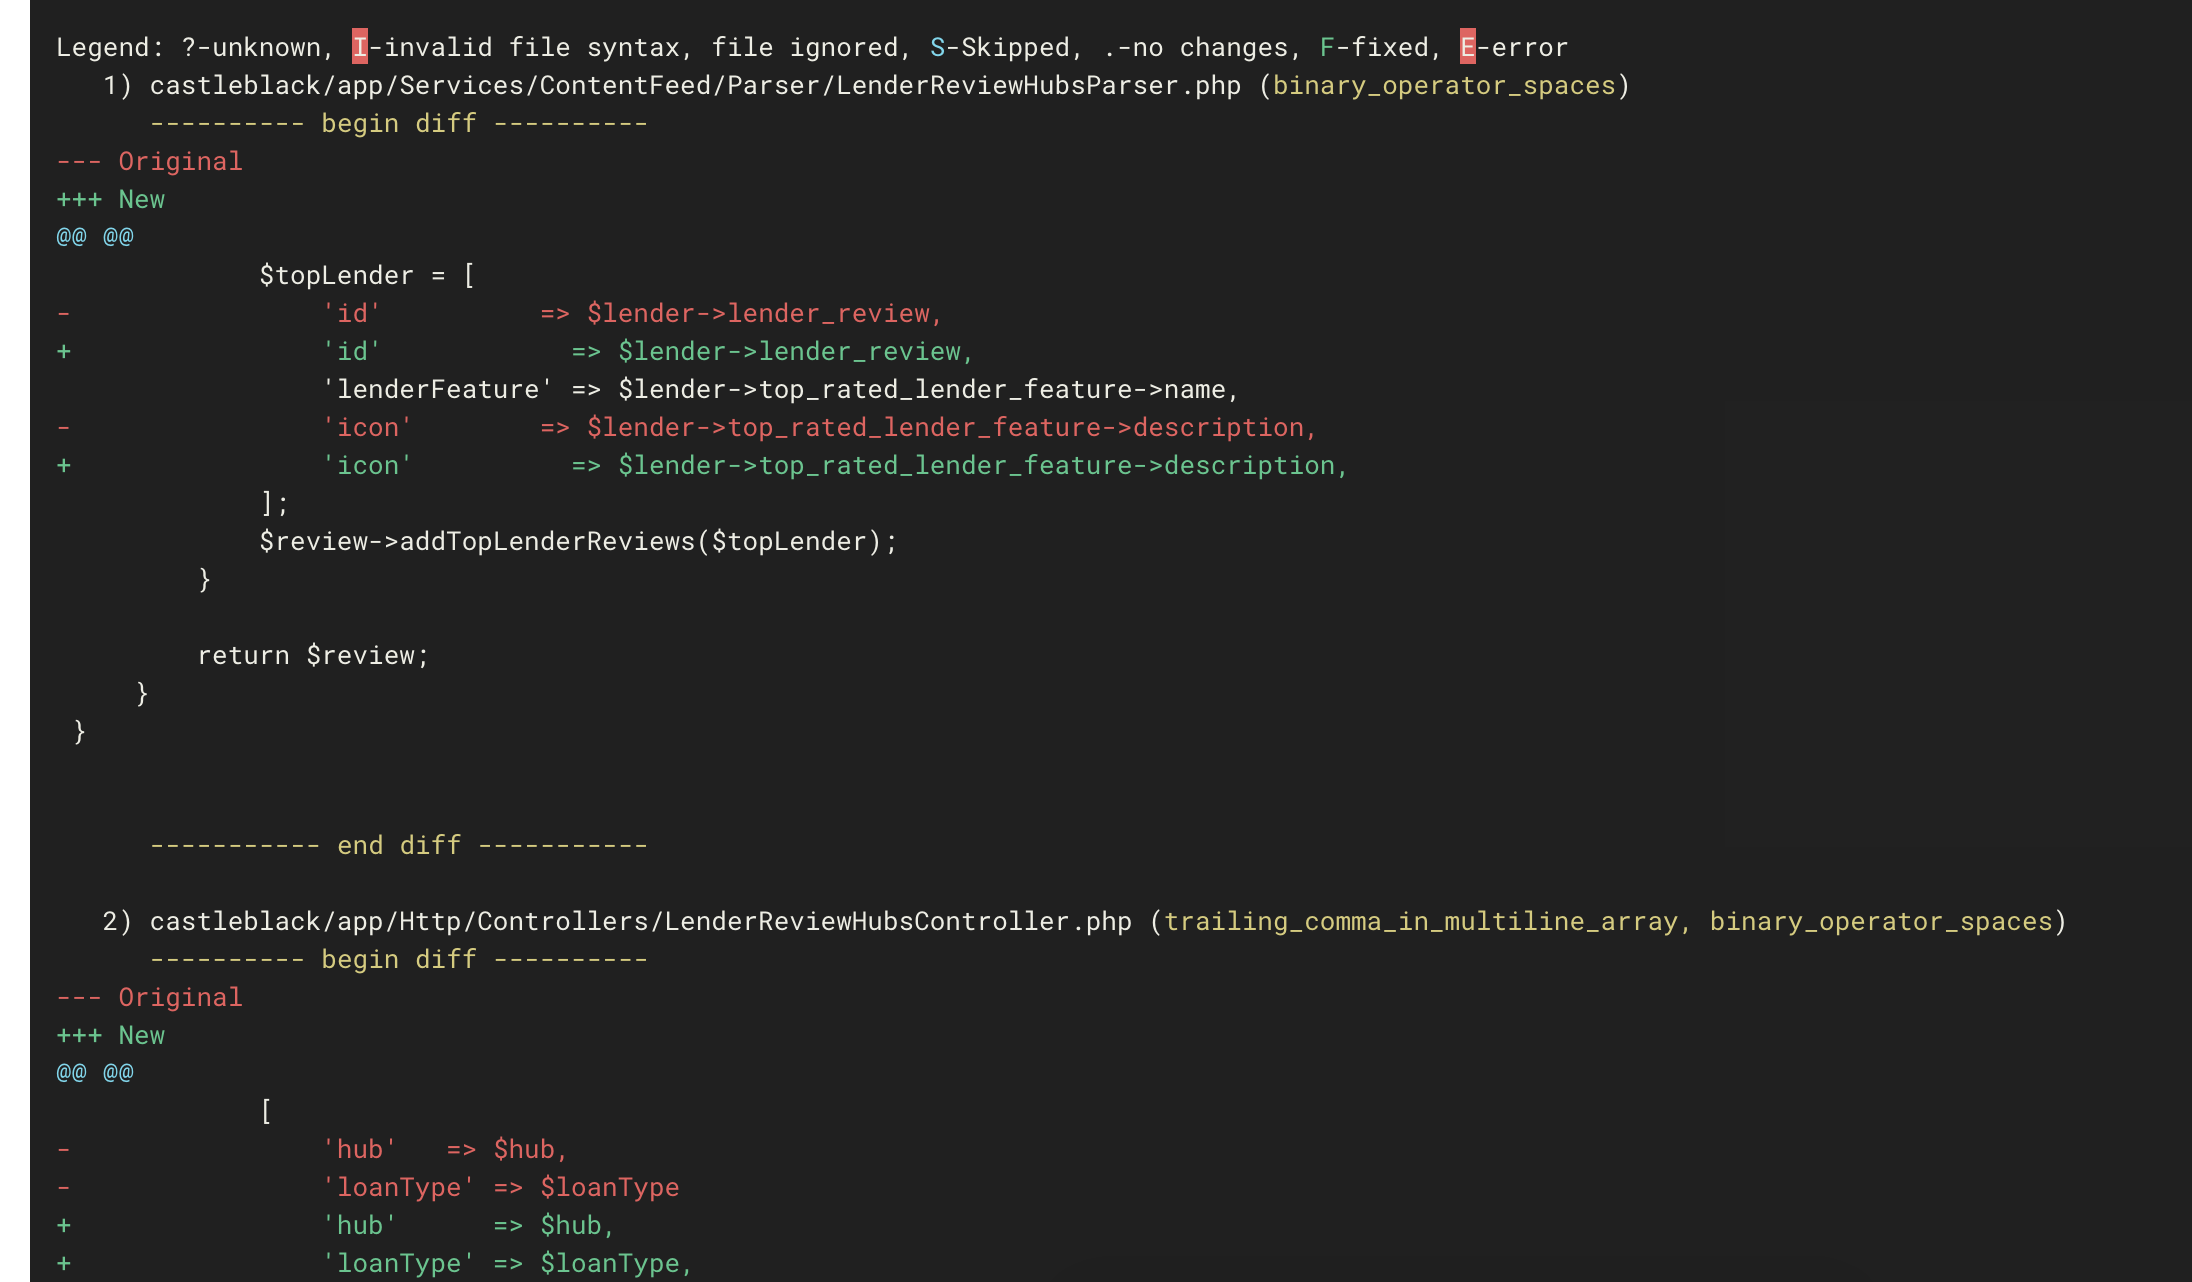 Legend: ?-unknown, I-invalid file syntax, file ignored, S-Skipped, .-no changes, F-fixed, E-error
   1) castleblack/app/Services/ContentFeed/Parser/LenderReviewHubsParser.php (binary_operator_spaces)
      ---------- begin diff ----------
--- Original
+++ New
@@ @@
             $topLender = [
-                'id'          => $lender->lender_review,
+                'id'            => $lender->lender_review,
                 'lenderFeature' => $lender->top_rated_lender_feature->name,
-                'icon'        => $lender->top_rated_lender_feature->description,
+                'icon'          => $lender->top_rated_lender_feature->description,
             ];
             $review->addTopLenderReviews($topLender);
         }
         return $review;
     }
 }
      ----------- end diff -----------
   2) castleblack/app/Http/Controllers/LenderReviewHubsController.php (trailing_comma_in_multiline_array, binary_operator_spaces)
      ---------- begin diff ----------
--- Original
+++ New
@@ @@
             [
-                'hub'   => $hub,
-                'loanType' => $loanType
+                'hub'      => $hub,
+                'loanType' => $loanType,